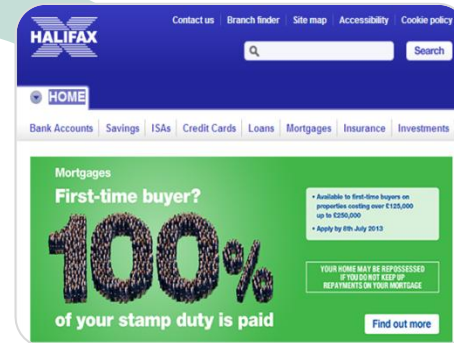 Contact us Branch finder Site map Accessibility Cookie policy
HALIFAX
Search
HOME
Bank Accounts Savings ISAs Credit Cards Loans Mortgages Insurance Investments
Mortgages
First-time buyer?
100%
of your stamp duty is paid
• Available to first-time buyers on
properties costing over £125,000
up to £250,000
• Apply by 8th July 2013
YOUR HOME MAY BE REPOSSESSED
IF YOU DO NOT KEEP UP
REPAYMENTS ON YOUR MORTGAGE
Find out more